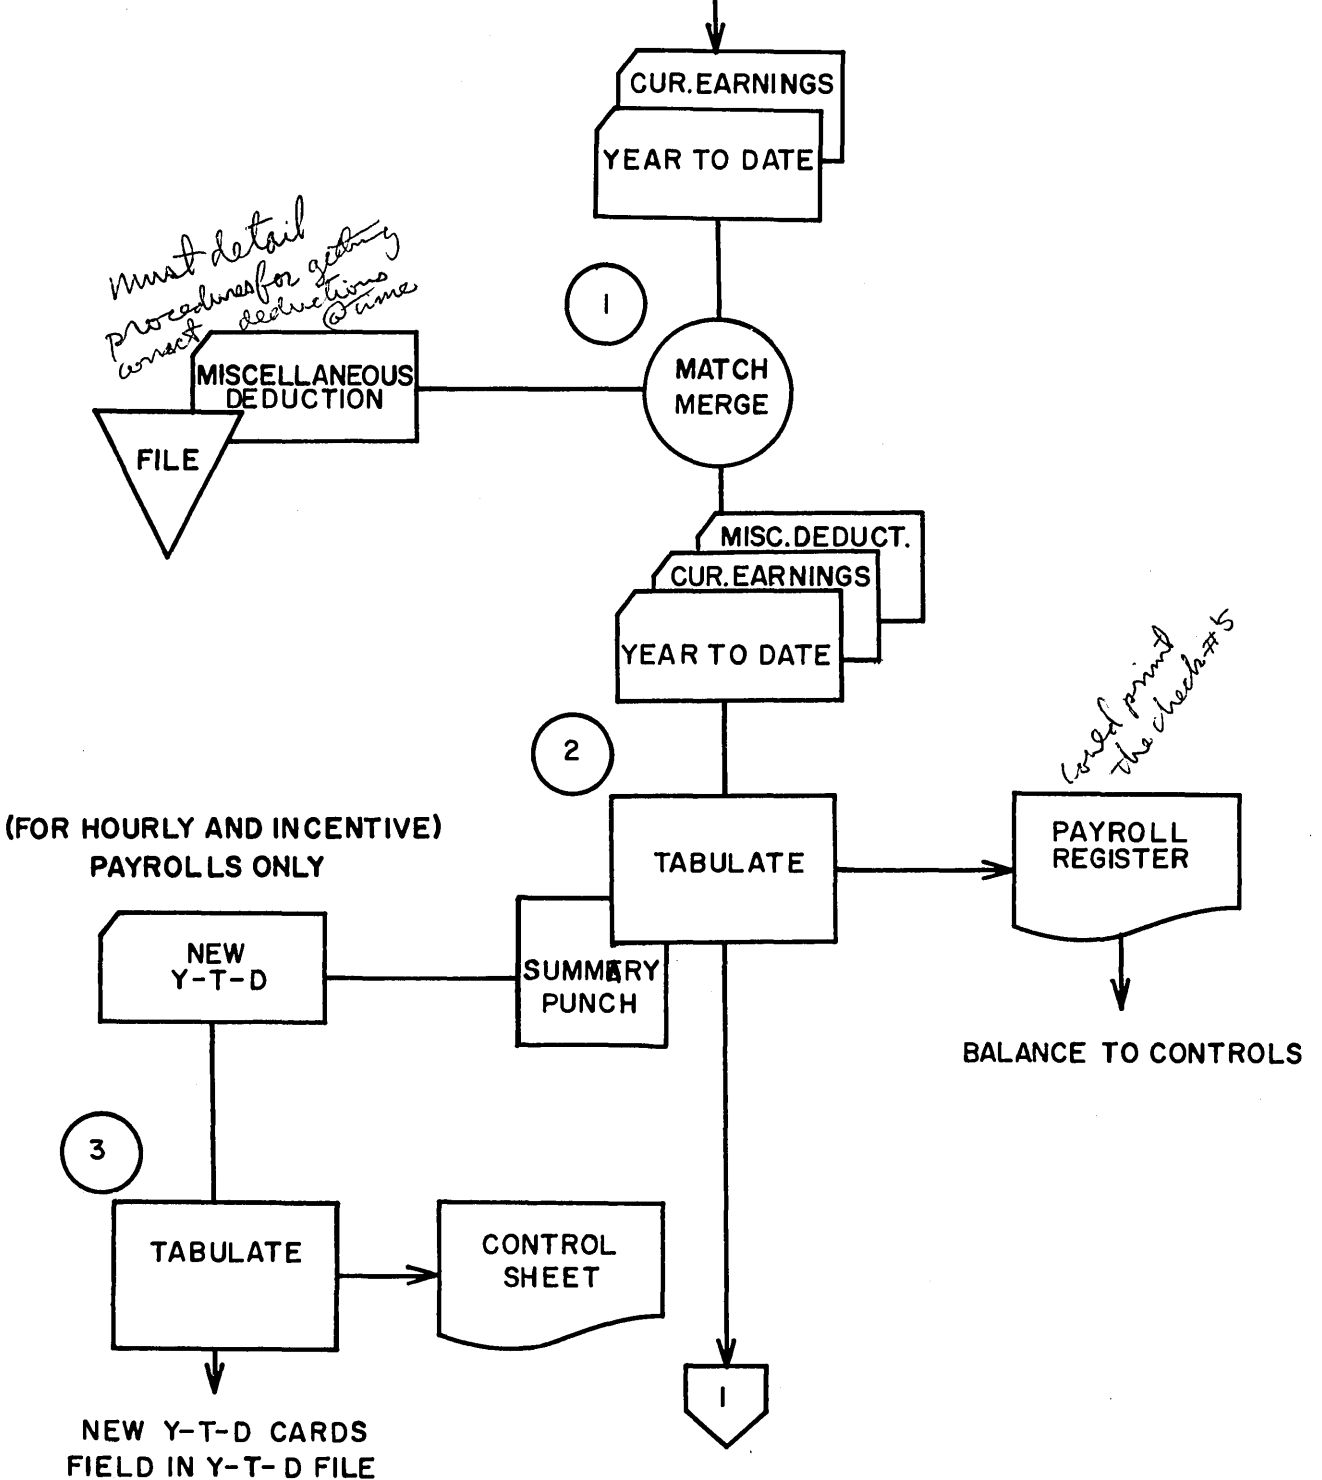 CUR.EARNINGS
YEAR TO DATE
must detail
procedures for getting
correct deductions
@ time
1
MATCH
MERGE
MISCELLANEOUS
DEDUCTION
FILE
MISC.DEDUCT.
CUR.EARNINGS
YEAR TO DATE
could print
the check #5
2
(FOR HOURLY AND INCENTIVE)
PAYROLLS ONLY
TABULATE
PAYROLL
REGISTER
NEW
Y-T-D
SUMMARY
PUNCH
BALANCE TO CONTROLS
3
TABULATE
CONTROL
SHEET
1
NEW Y-T-D CARDS
FIELD IN Y-T-D FILE